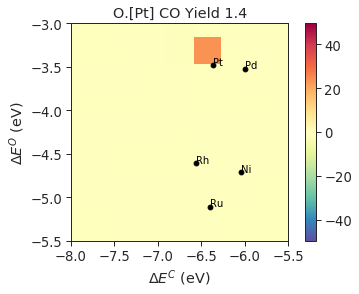 O.[Pt] CO Yield 1.4
−3.0
−3.5
−4.0
−4.5
−5.0
−5.5
ΔE^O (eV)
Pt
Pd
Rh
Ni
Ru
−8.0 −7.5 −7.0 −6.5 −6.0 −5.5
ΔE^C (eV)
40
20
0
−20
−40